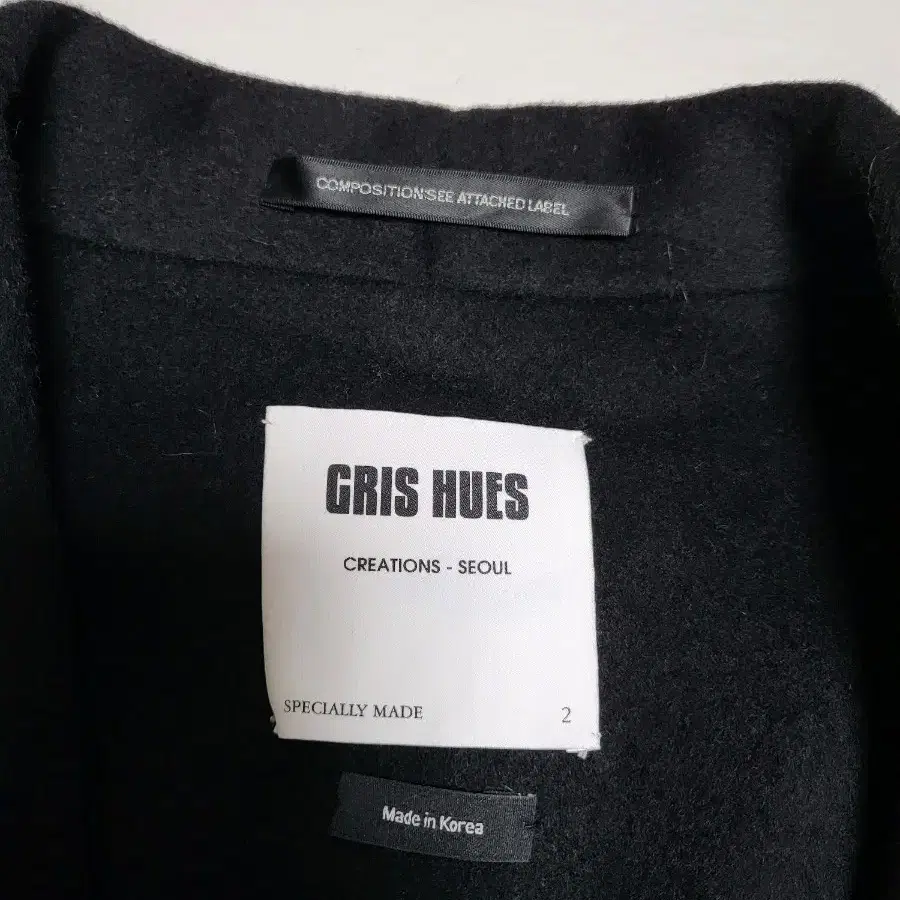 COMPOSITION:SEE ATTACHED LABEL
GRIS HUES
CREATIONS - SEOUL
SPECIALLY MADE 2
Made in Korea